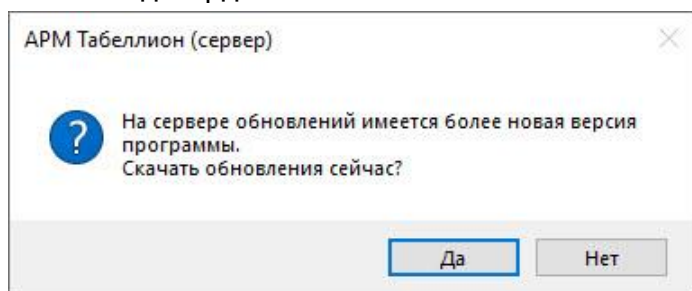 АРМ Табеллион (сервер)
На сервере обновлений имеется более новая версия
программы.
Скачать обновления сейчас?
Да
Нет